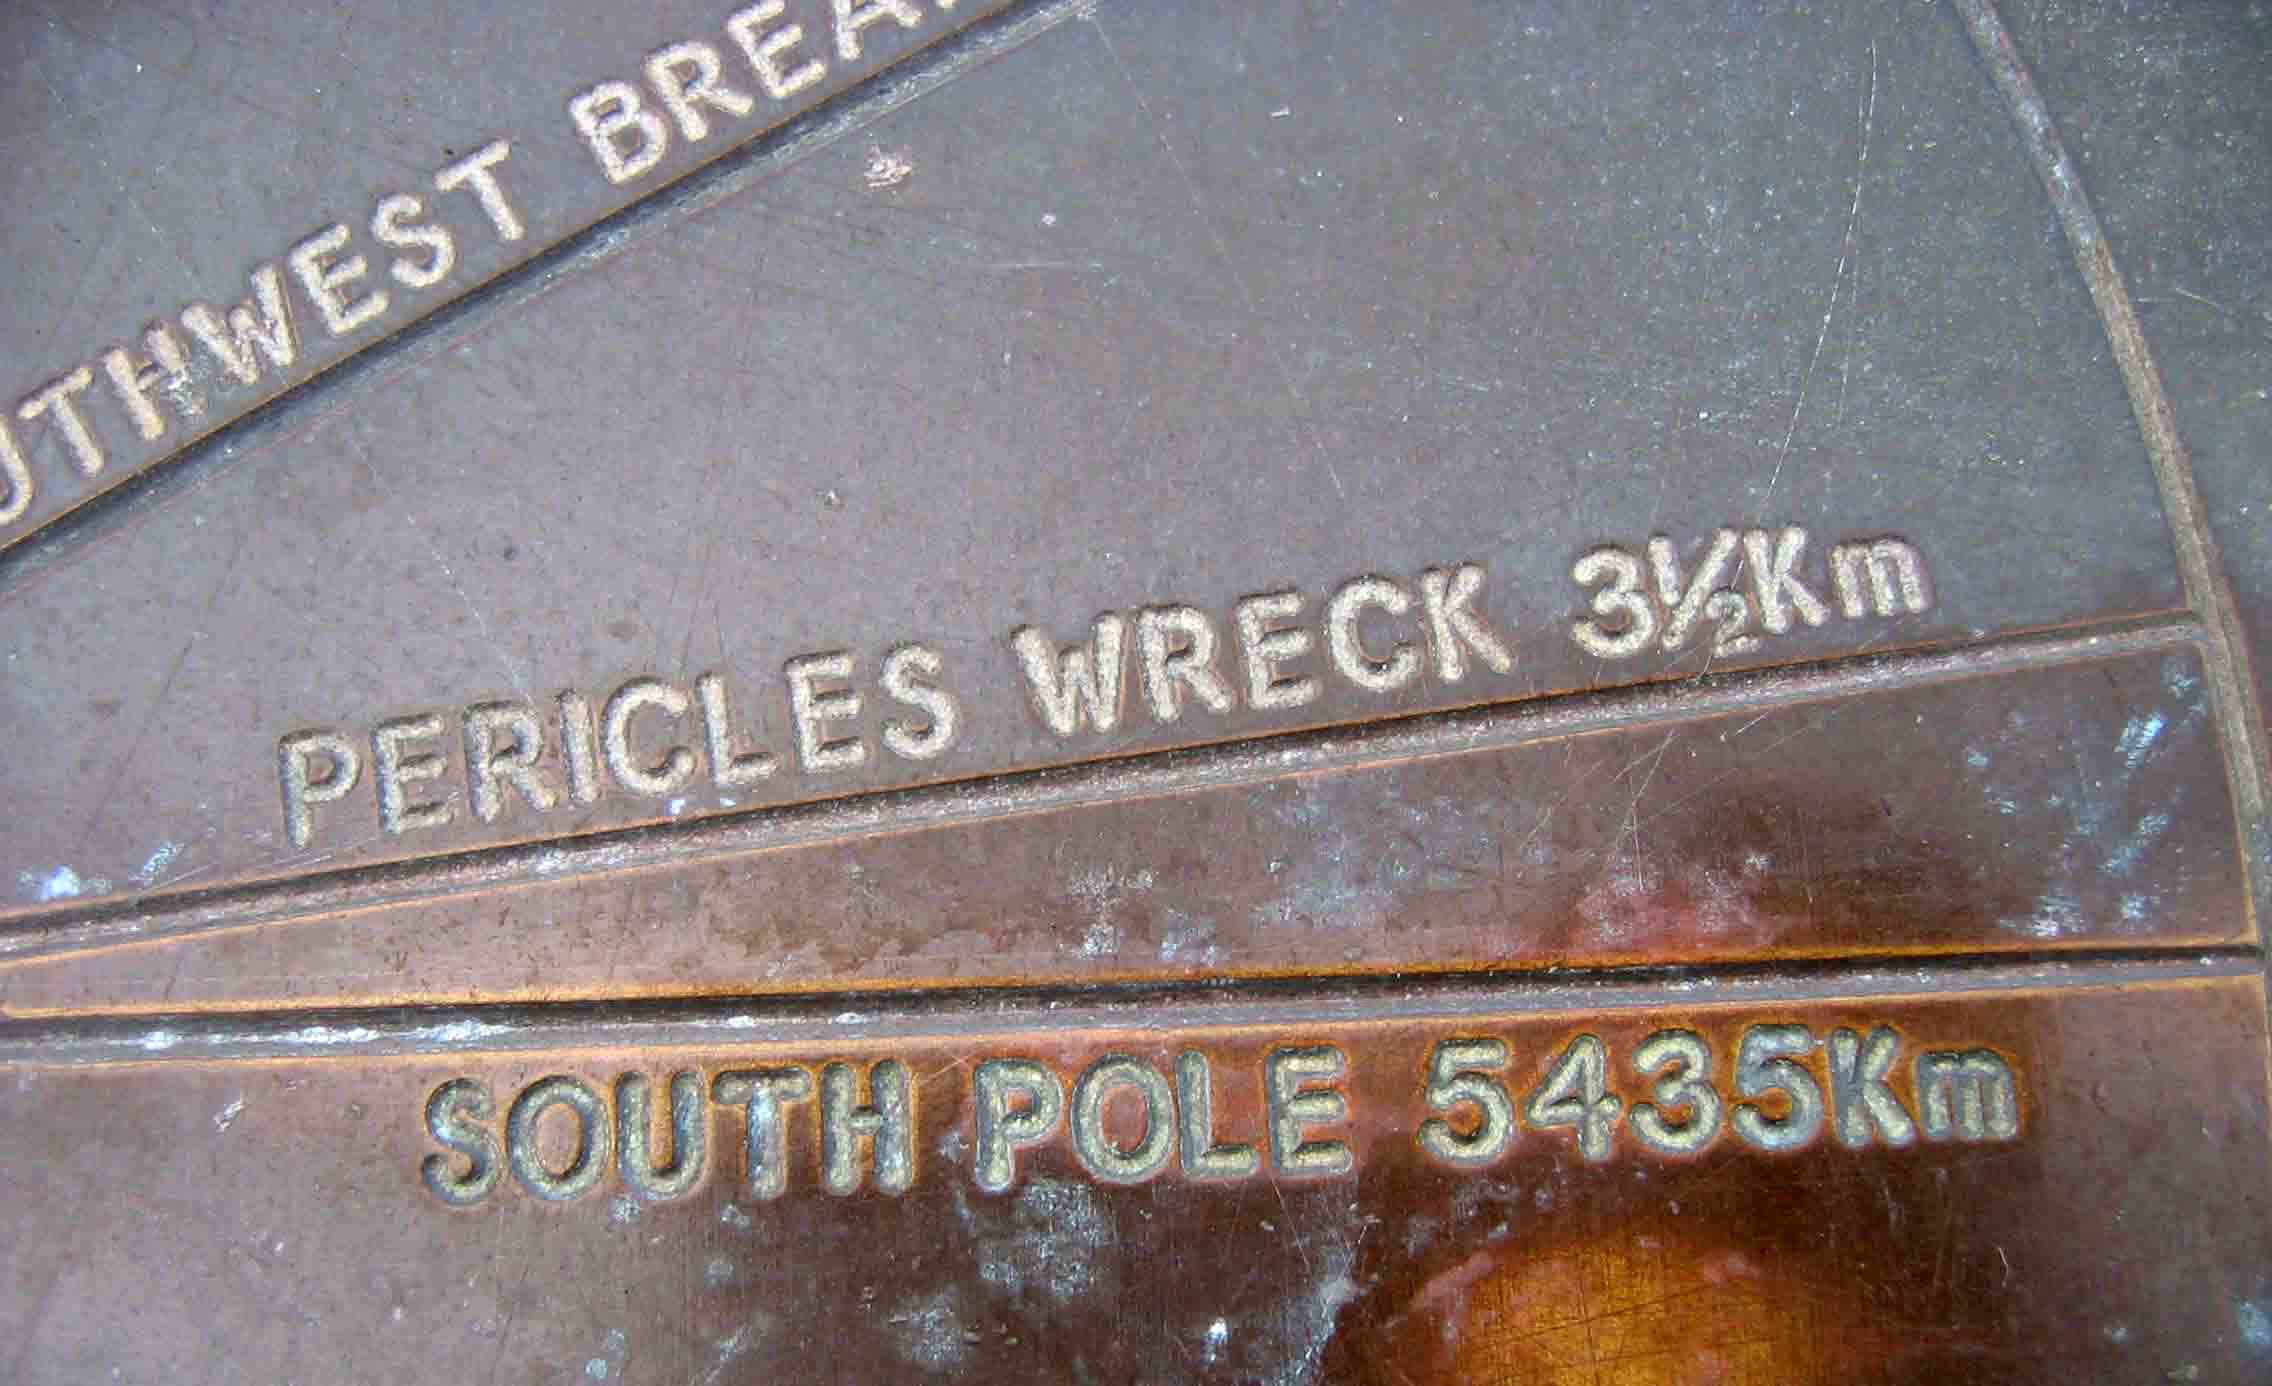 UTHWEST BREA
PERICLES WRECK 3½Km
SOUTH POLE 5435Km